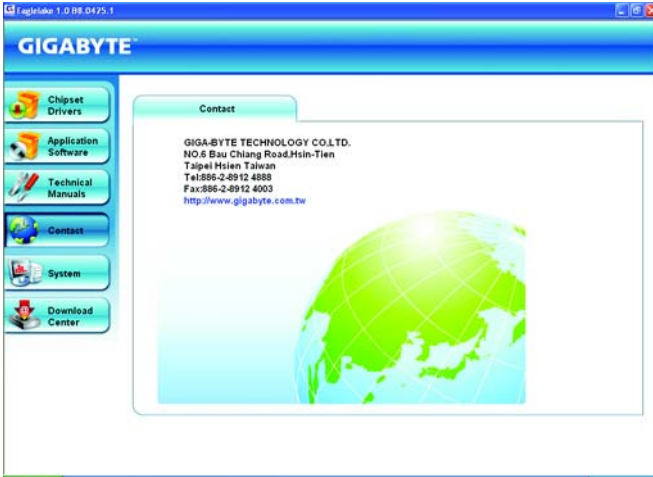 Eaglelake 1.0 B8.0425.1
GIGABYTE™
Chipset
Drivers
Application
Software
Technical
Manuals
Contact
System
Download
Center
Contact
GIGA-BYTE TECHNOLOGY CO,LTD.
NO.6 Bau Chiang Road,Hsin-Tien
Taipei Hsien Taiwan
Tel:886-2-8912 4888
Fax:886-2-8912 4003
http://www.gigabyte.com.tw